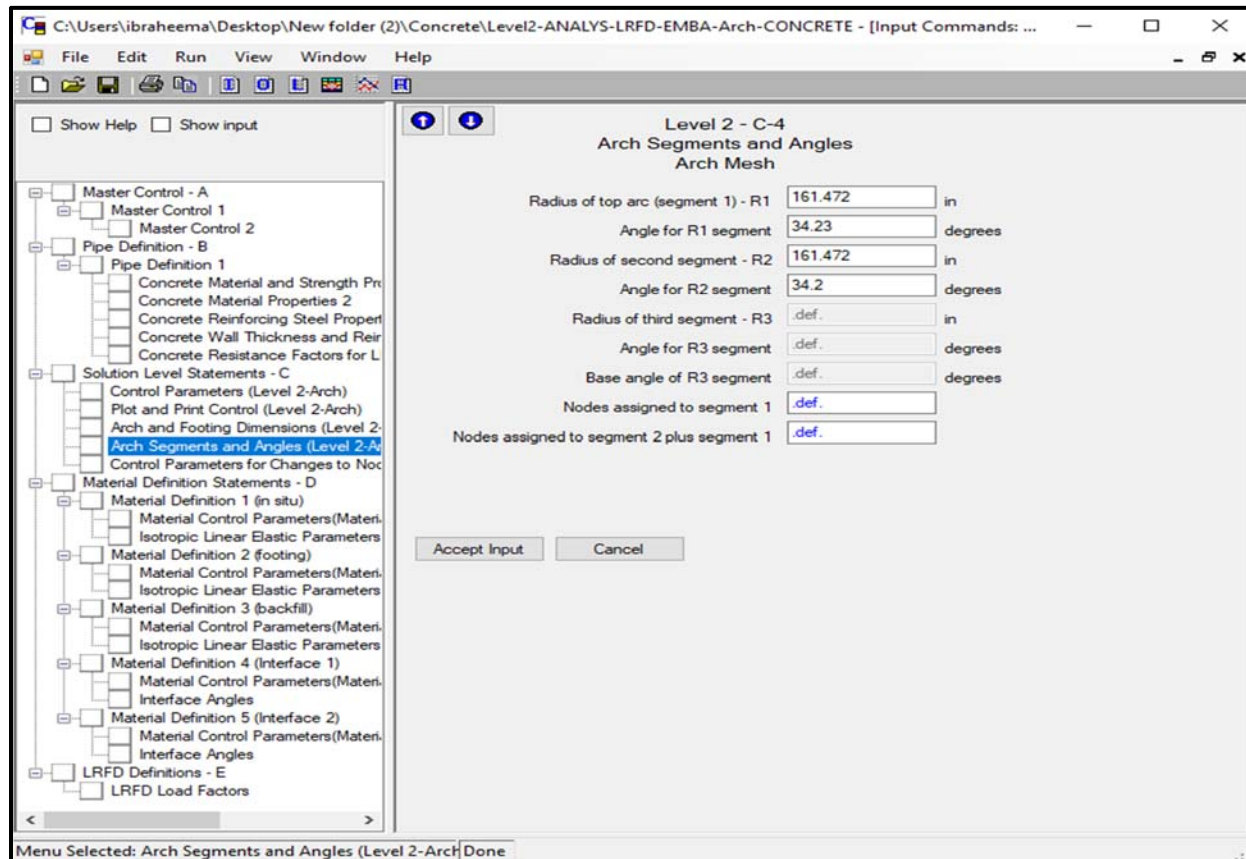 C:\Users\ibraheema\Desktop\New folder (2)\Concrete\Level2-ANALYS-LRFD-EMBA-Arch-CONCRETE - [Input Commands: ...
File Edit Run View Window Help
Show Help Show input
Master Control - A
Master Control 1
Master Control 2
Pipe Definition - B
Pipe Definition 1
Concrete Material and Strength Pr
Concrete Material Properties 2
Concrete Reinforcing Steel Propert
Concrete Wall Thickness and Rein
Concrete Resistance Factors for L
Solution Level Statements - C
Control Parameters (Level 2-Arch)
Plot and Print Control (Level 2-Arch)
Arch and Footing Dimensions (Level 2-
Arch Segments and Angles (Level 2-Ar
Control Parameters for Changes to Noc
Material Definition Statements - D
Material Definition 1 (in situ)
Material Control Parameters(Materi
Isotropic Linear Elastic Parameters
Material Definition 2 (footing)
Material Control Parameters(Materi
Isotropic Linear Elastic Parameters
Material Definition 3 (backfill)
Material Control Parameters(Materi
Isotropic Linear Elastic Parameters
Material Definition 4 (Interface 1)
Material Control Parameters(Materi
Interface Angles
Material Definition 5 (Interface 2)
Material Control Parameters(Materi
Interface Angles
LRFD Definitions - E
LRFD Load Factors
Level 2 - C-4
Arch Segments and Angles
Arch Mesh
Radius of top arc (segment 1) - R1 161.472 in
Angle for R1 segment 34.23 degrees
Radius of second segment - R2 161.472 in
Angle for R2 segment 34.2 degrees
Radius of third segment - R3 .def. in
Angle for R3 segment .def. degrees
Base angle of R3 segment .def. degrees
Nodes assigned to segment 1 .def.
Nodes assigned to segment 2 plus segment 1 .def.
Accept Input Cancel
Menu Selected: Arch Segments and Angles (Level 2-Arch Done